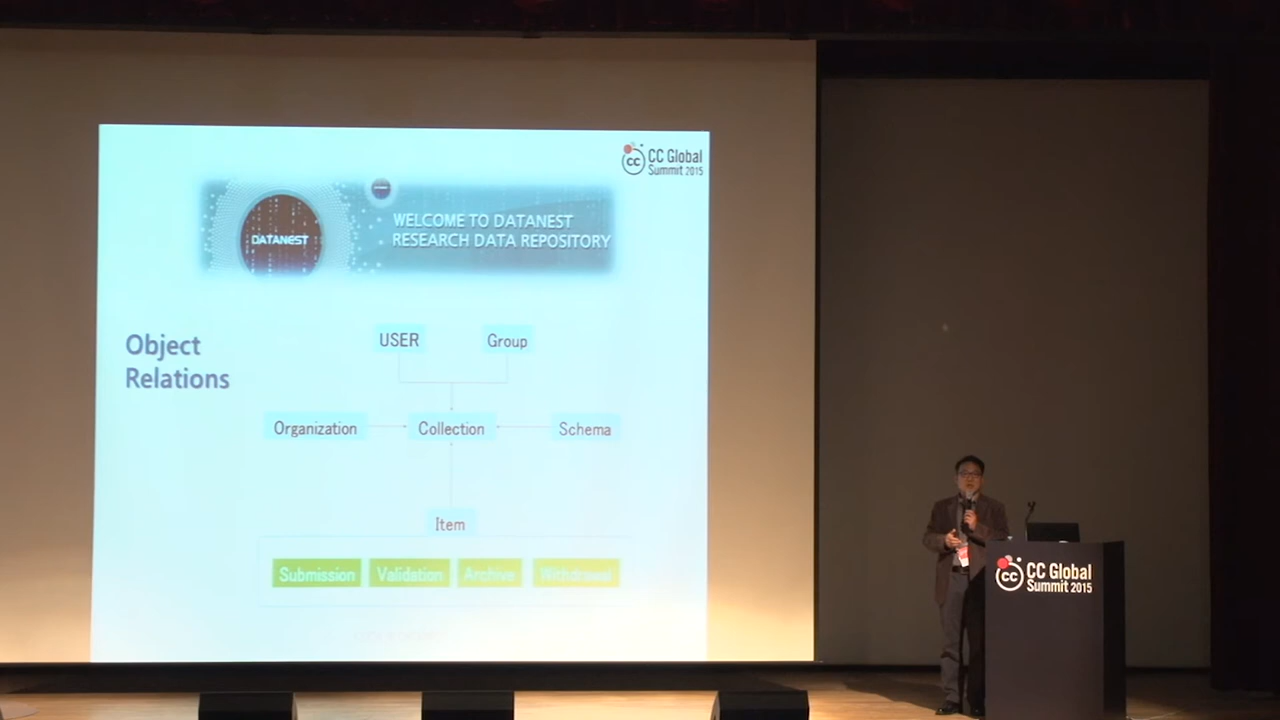 CC Global
Summit 2015
DATANEST
WELCOME TO DATANEST
RESEARCH DATA REPOSITORY
Object
Relations
USER
Group
Organization
Collection
Schema
Item
Submission
Validation
Archive
Withdrawal
CC Global
Summit 2015